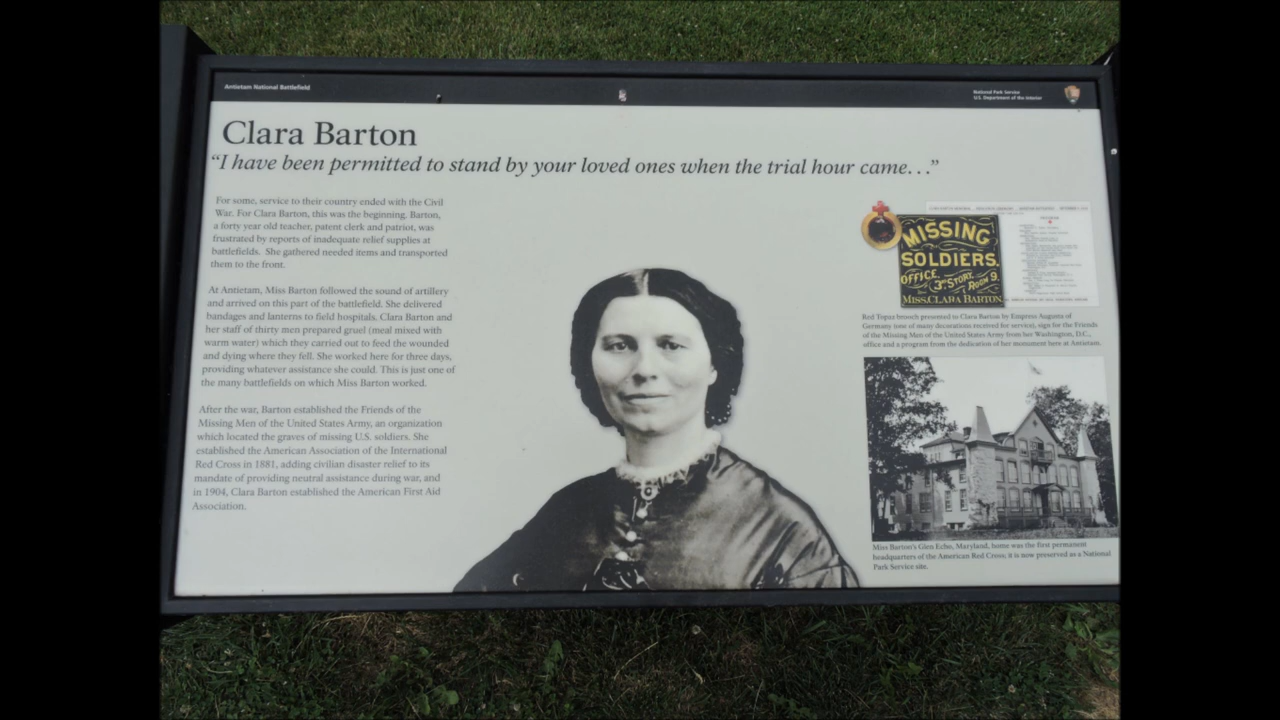 Antietam National Battlefield
National Park Service
U.S. Department of the Interior
Clara Barton
“I have been permitted to stand by your loved ones when the trial hour came. . .”
For some, service to their country ended with the Civil
War. For Clara Barton, this was the beginning. Barton,
a forty year old teacher, patent clerk and patriot, was
frustrated by reports of inadequate relief supplies at
battlefields. She gathered needed items and transported
them to the front.
At Antietam, Miss Barton followed the sound of artillery
and arrived on this part of the battlefield. She delivered
bandages and lanterns to field hospitals. Clara Barton and
her staff of thirty men prepared gruel (meal mixed with
warm water) which they carried out to feed the wounded
and dying where they fell. She worked here for three days,
providing whatever assistance she could. This is just one of
the many battlefields on which Miss Barton worked.
After the war, Barton established the Friends of the
Missing Men of the United States Army, an organization
which located the graves of missing U.S. soldiers. She
established the American Association of the International
Red Cross in 1881, adding civilian disaster relief to its
mandate of providing neutral assistance during war, and
in 1904, Clara Barton established the American First Aid
Association.
MISSING
SOLDIERS.
OFFICE.
3RD STORY,
ROOM 9.
MISS. CLARA BARTON.
Red Topaz brooch presented to Clara Barton by Empress Augusta of
Germany (one of many decorations received for service), sign for the Friends
of the Missing Men of the United States Army from her Washington, D.C.,
office and a program from the dedication of her monument here at Antietam.
Miss Barton's Glen Echo, Maryland, home was the first permanent
headquarters of the American Red Cross; it is now preserved as a National
Park Service site.